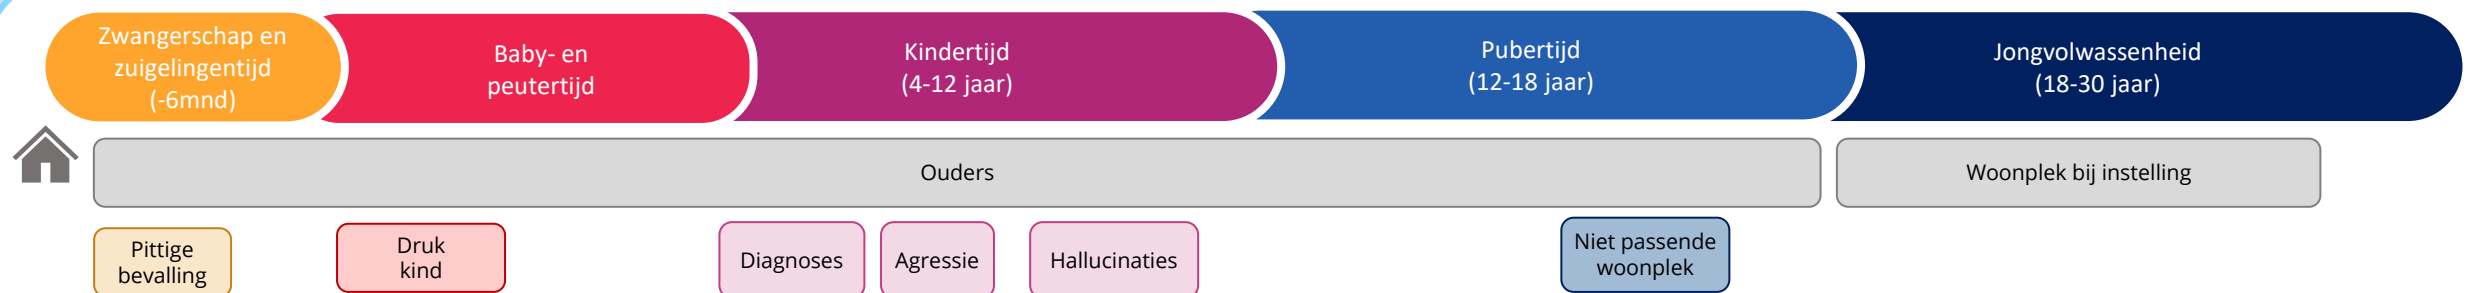 Zwangerschap en
zuigelingentijd
(-6mnd)
Baby- en
peutertijd
Kindertijd
(4-12 jaar)
Pubertijd
(12-18 jaar)
Jongvolwassenheid
(18-30 jaar)
Ouders
Woonplek bij instelling
Pittige
bevalling
Druk
kind
Diagnoses
Agressie
Hallucinaties
Niet passende
woonplek